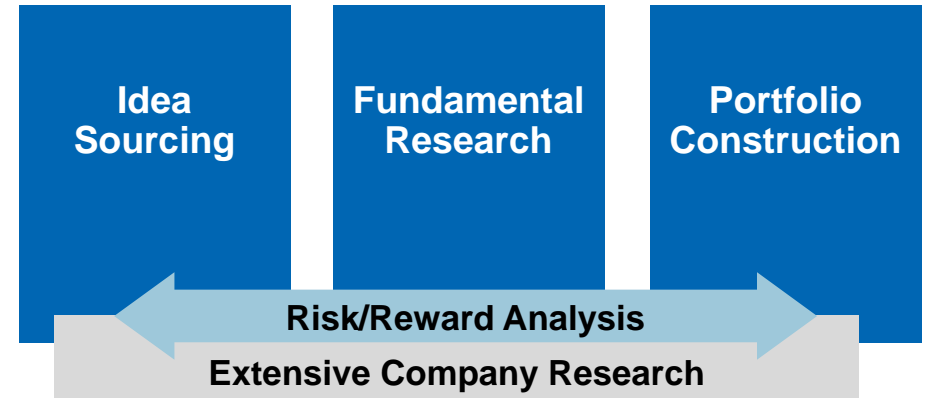 Idea
Sourcing
Fundamental
Research
Portfolio
Construction
Risk/Reward Analysis
Extensive Company Research